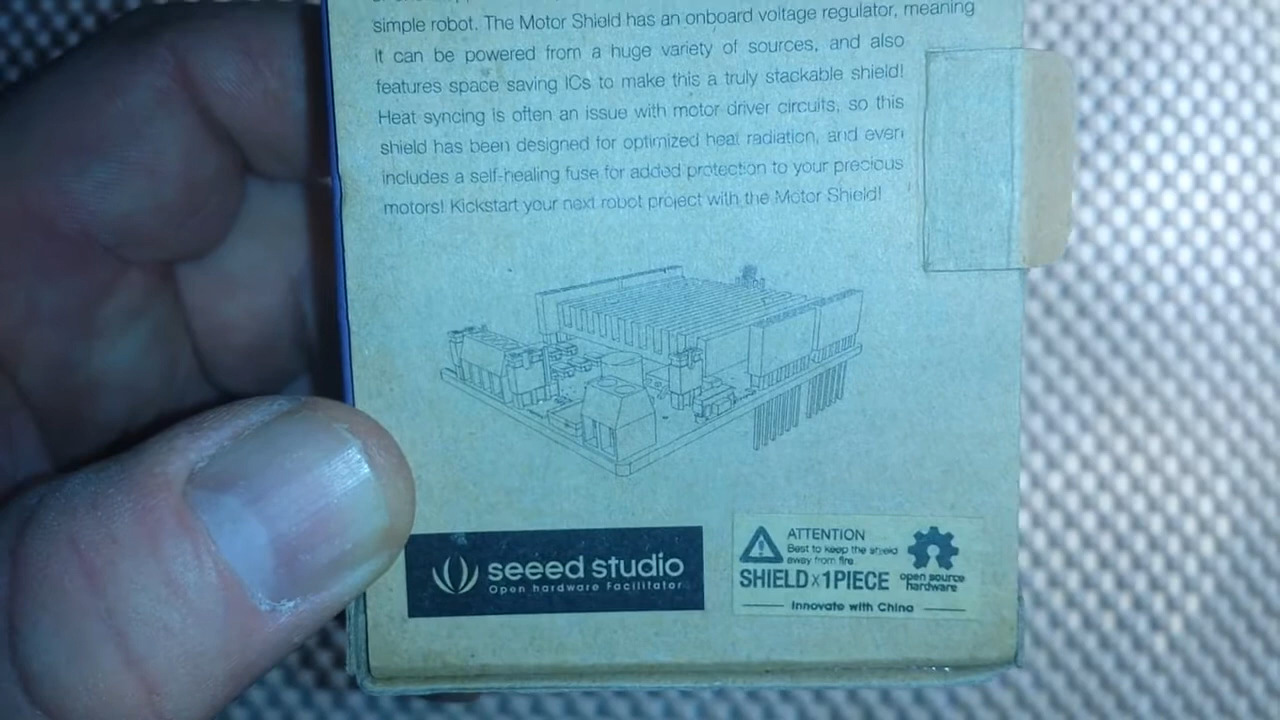 simple robot. The Motor Shield has an onboard voltage regulator, meaning
it can be powered from a huge variety of sources, and also
features space saving ICs to make this a truly stackable shield!
Heat syncing is often an issue with motor driver circuits, so this
shield has been designed for optimized heat radiation, and even
includes a self-healing fuse for added protection to your precious
motors! Kickstart your next robot project with the Motor Shield!
seeed studio
Open hardware Facilitator
ATTENTION
Best to keep the shield
away from fire
SHIELD x 1PIECE
open source
hardware
Innovate with China